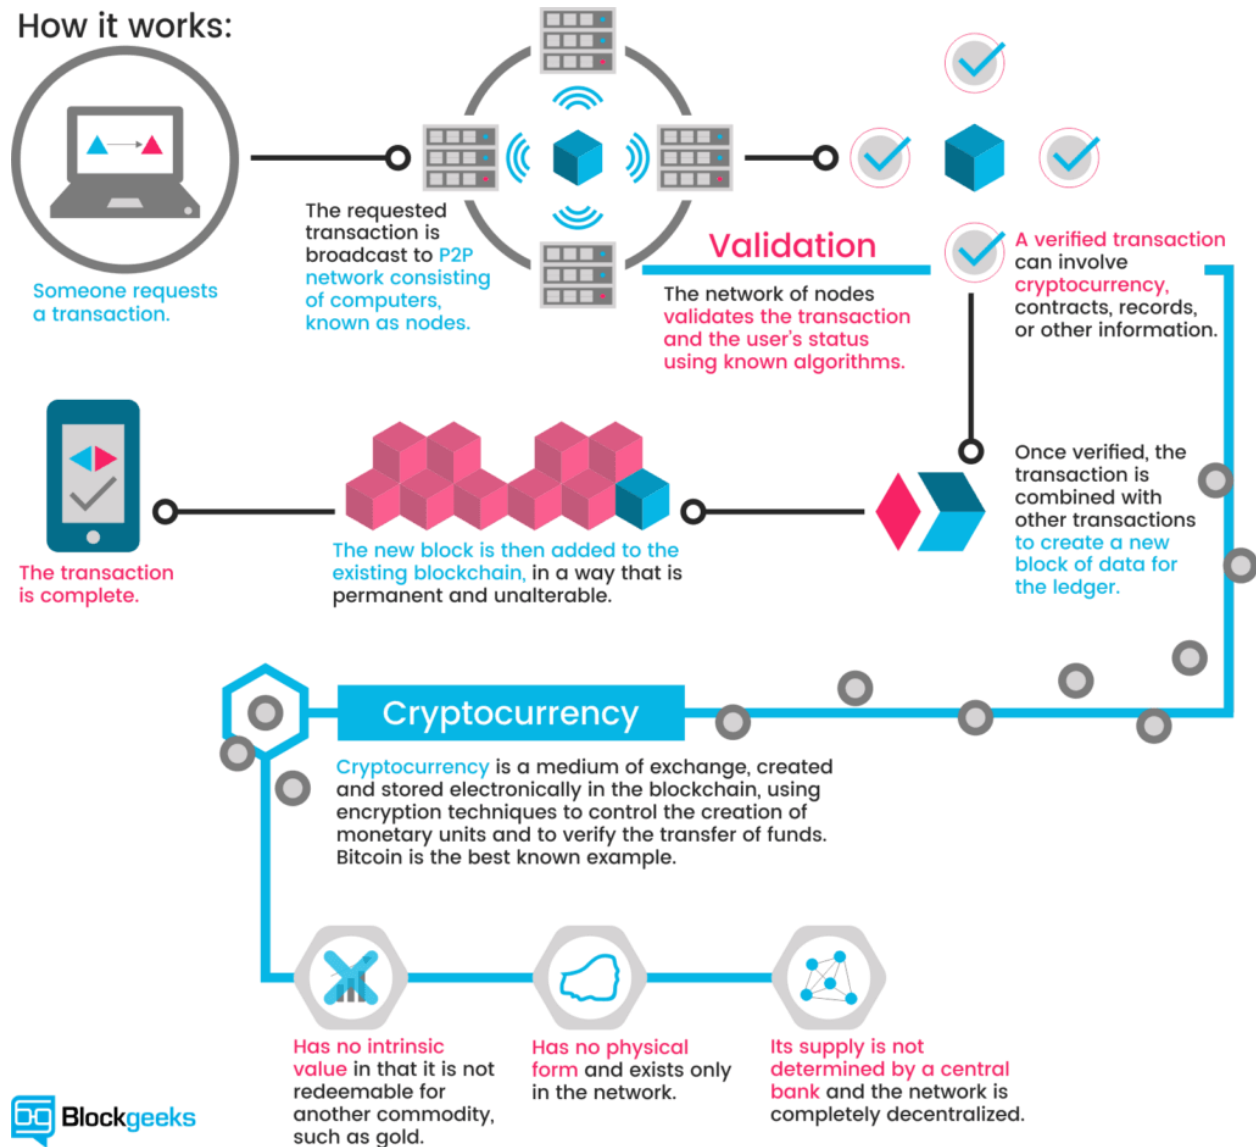 How it works:
Someone requests
a transaction.
The requested
transaction is
broadcast to P2P
network consisting
of computers,
known as nodes.
Validation
The network of nodes
validates the transaction
and the user's status
using known algorithms.
A verified transaction
can involve
cryptocurrency,
contracts, records,
or other information.
Once verified, the
transaction is
combined with
other transactions
to create a new
block of data for
the ledger.
The new block is then added to the
existing blockchain, in a way that is
permanent and unalterable.
The transaction
is complete.
Cryptocurrency
Cryptocurrency is a medium of exchange, created
and stored electronically in the blockchain, using
encryption techniques to control the creation of
monetary units and to verify the transfer of funds.
Bitcoin is the best known example.
Has no intrinsic
value in that it is not
redeemable for
another commodity,
such as gold.
Has no physical
form and exists only
in the network.
Its supply is not
determined by a central
bank and the network is
completely decentralized.
Blockgeeks